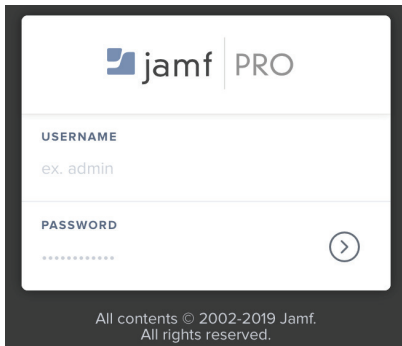 jamf PRO
USERNAME
ex. admin
PASSWORD
••••••••••••
All contents © 2002-2019 Jamf.
All rights reserved.